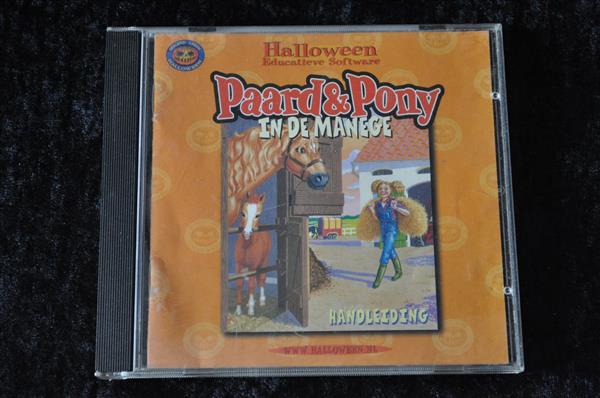 Halloween
Educatieve Software
Paard & Pony
IN DE MANEGE
HANDLEIDING
WWW.HALLOWEEN.NL